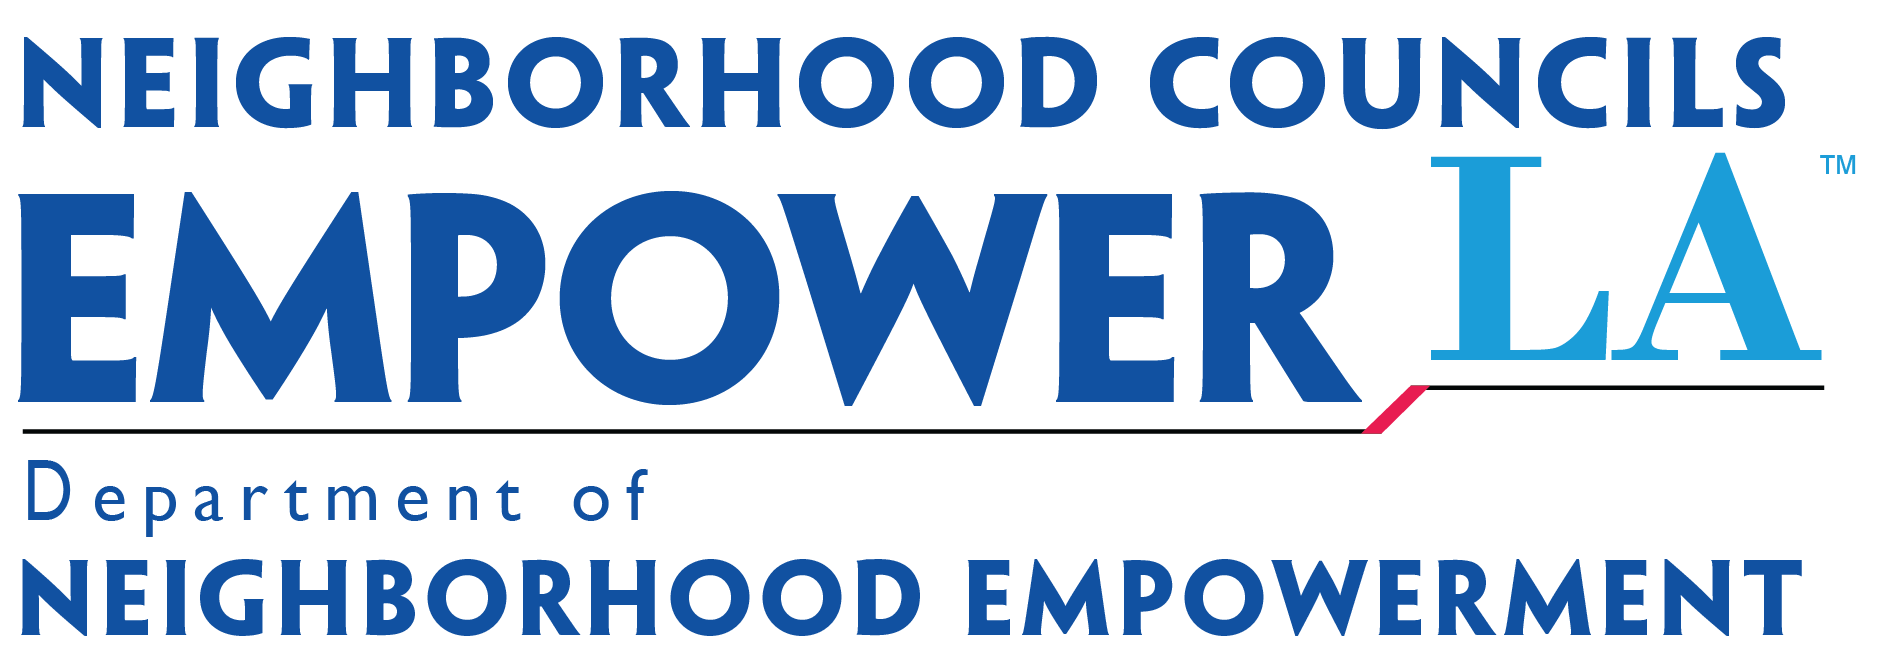 NEIGHBORHOOD COUNCILS
EMPOWER LA™
Department of
NEIGHBORHOOD EMPOWERMENT